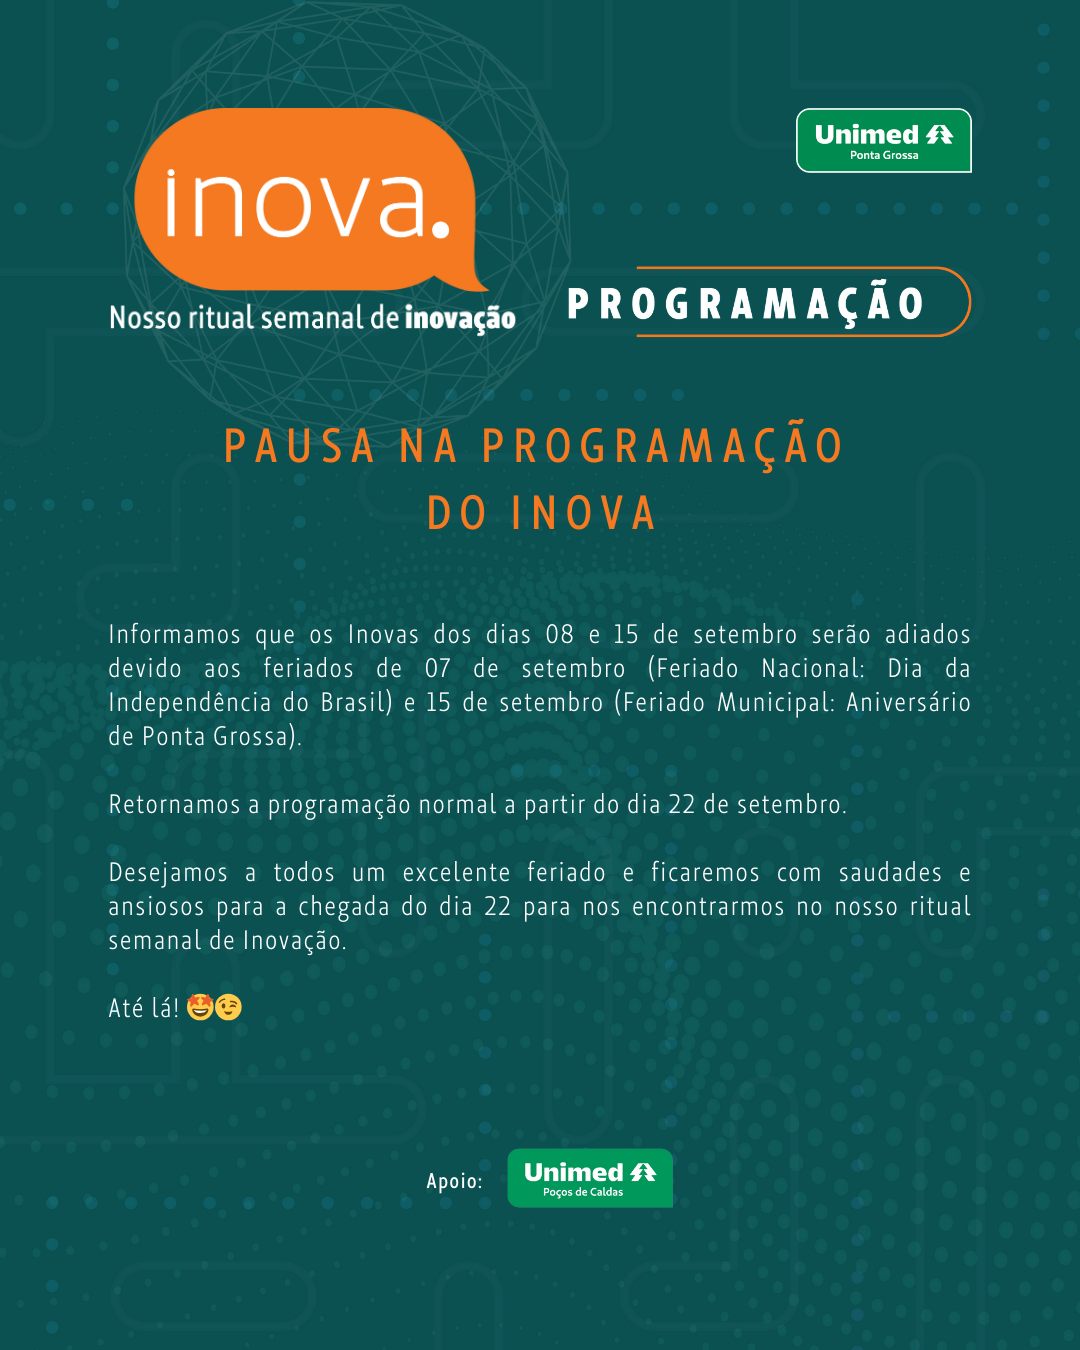 inova.
Nosso ritual semanal de inovação
Unimed
Ponta Grossa
PROGRAMAÇÃO
PAUSA NA PROGRAMAÇÃO
DO INOVA
Informamos que os Inovas dos dias 08 e 15 de setembro serão adiados
devido aos feriados de 07 de setembro (Feriado Nacional: Dia da
Independência do Brasil) e 15 de setembro (Feriado Municipal: Aniversário
de Ponta Grossa).
Retornamos a programação normal a partir do dia 22 de setembro.
Desejamos a todos um excelente feriado e ficaremos com saudades e
ansiosos para a chegada do dia 22 para nos encontrarmos no nosso ritual
semanal de Inovação.
Até lá! 🤩😉
Apoio:
Unimed
Poços de Caldas